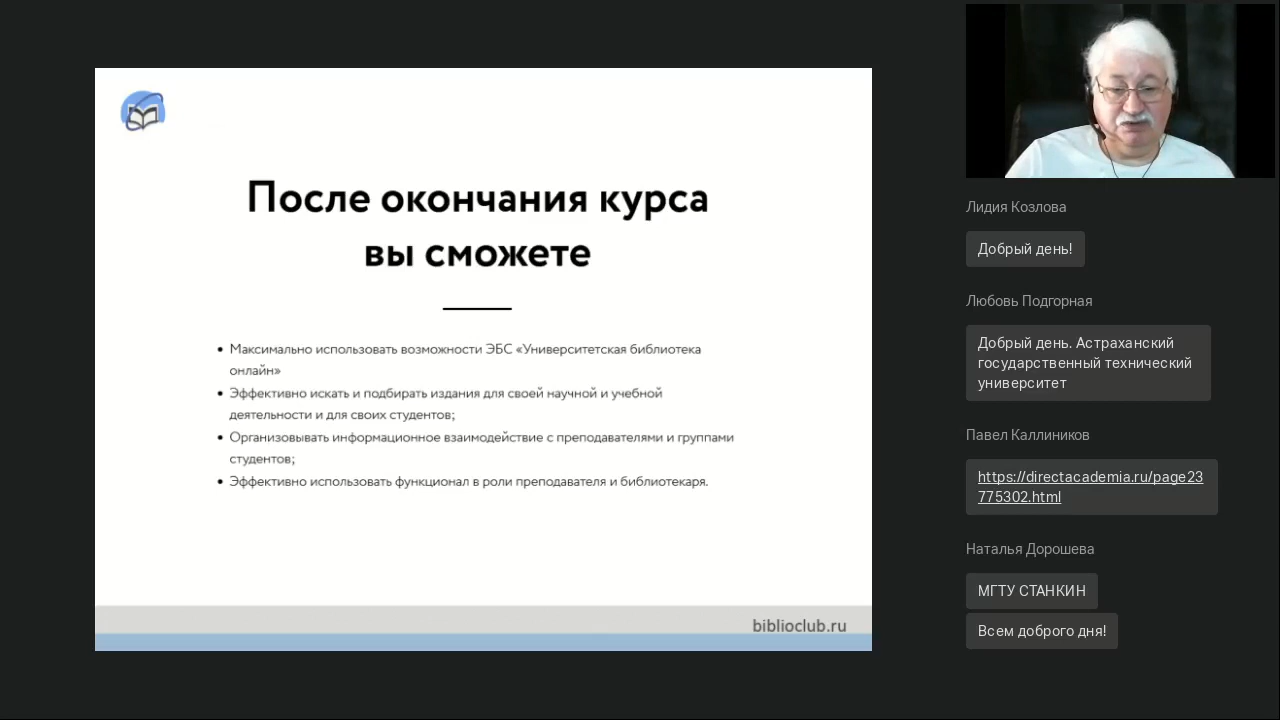 После окончания курса
вы сможете
• Максимально использовать возможности ЭБС «Университетская библиотека
онлайн»
• Эффективно искать и подбирать издания для своей научной и учебной
деятельности и для своих студентов;
• Организовывать информационное взаимодействие с преподавателями и группами
студентов;
• Эффективно использовать функционал в роли преподавателя и библиотекаря.
biblioclub.ru
Лидия Козлова
Добрый день!
Любовь Подгорная
Добрый день. Астраханский
государственный технический
университет
Павел Каллиников
https://directacademia.ru/page23
775302.html
Наталья Дорошева
МГТУ СТАНКИН
Всем доброго дня!